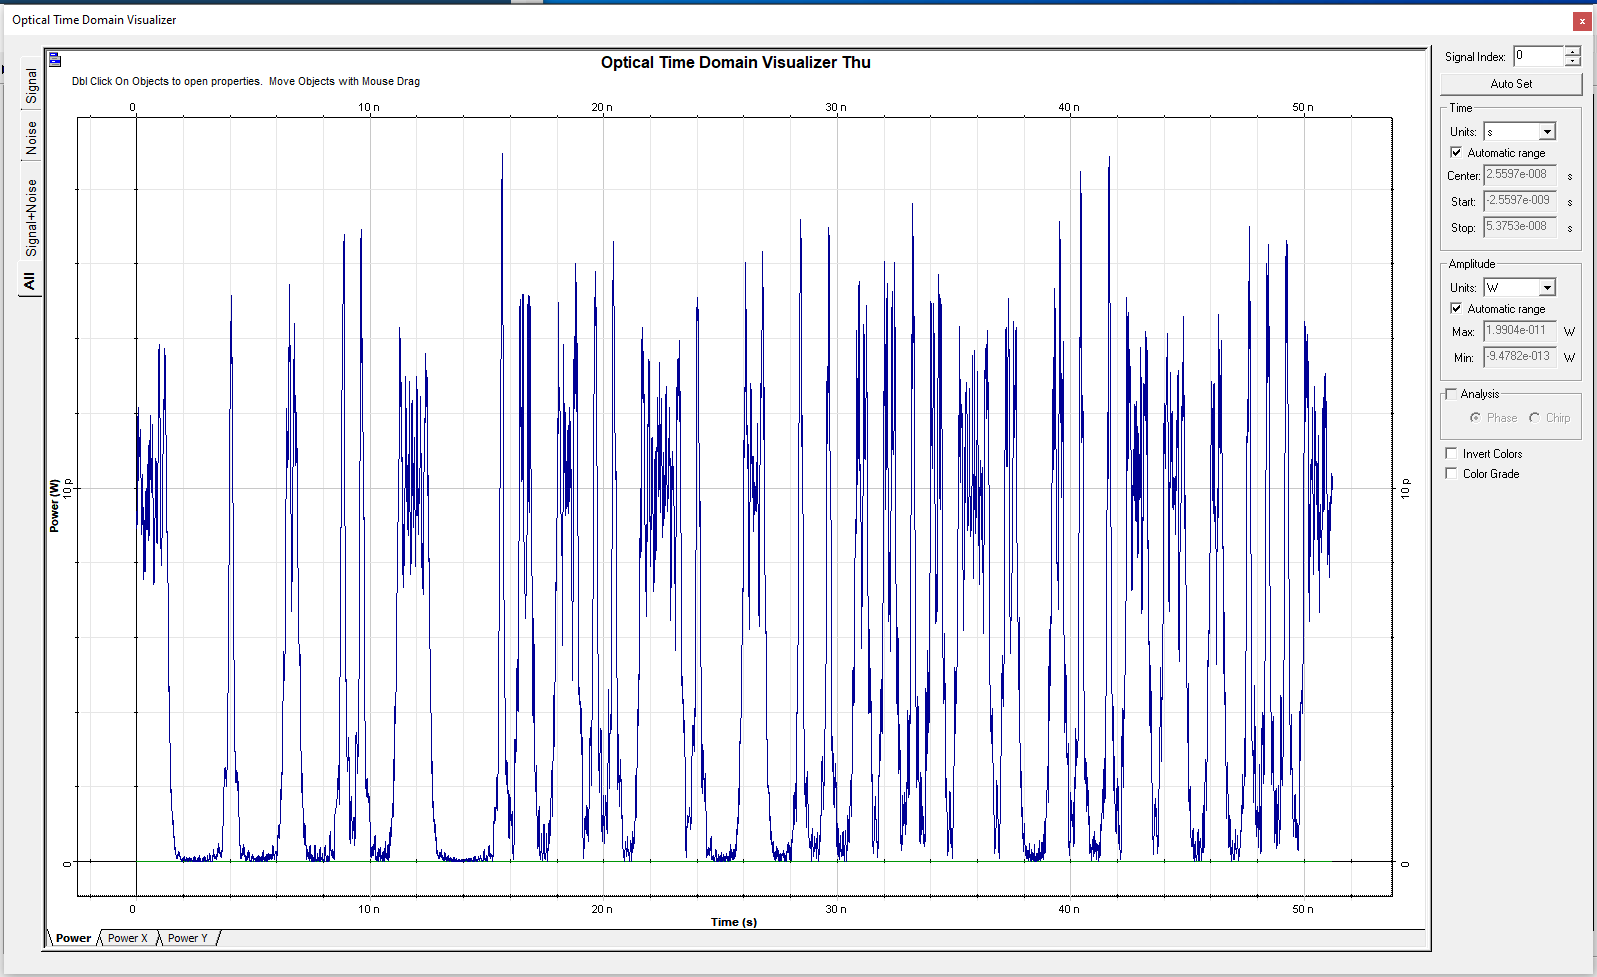 Optical Time Domain Visualizer
x
Signal
Noise
Signal+Noise
All
Optical Time Domain Visualizer Thu
Dbl Click On Objects to open properties.  Move Objects with Mouse Drag
0 10 n 20 n 30 n 40 n 50 n
Power (W)
10 p
0
10 p
0
0 10 n 20 n 30 n 40 n 50 n
Time (s)
Power Power X Power Y
Signal Index: 0
Auto Set
Time
Units: s
Automatic range
Center: 2.5597e-008 s
Start: -2.5597e-009 s
Stop: 5.3753e-008 s
Amplitude
Units: W
Automatic range
Max: 1.9904e-011 W
Min: -9.4782e-013 W
Analysis
Phase Chirp
Invert Colors
Color Grade